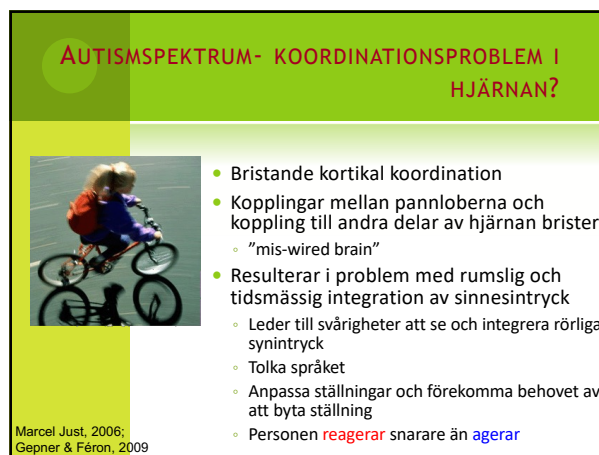 AUTISMSPEKTRUM- KOORDINATIONSPROBLEM I
HJÄRNAN?
• Bristande kortikal koordination
• Kopplingar mellan pannloberna och
koppling till andra delar av hjärnan brister
◦ ”mis-wired brain”
• Resulterar i problem med rumslig och
tidsmässig integration av sinnesintryck
◦ Leder till svårigheter att se och integrera rörliga
synintryck
◦ Tolka språket
◦ Anpassa ställningar och förekomma behovet av
att byta ställning
◦ Personen reagerar snarare än agerar
Marcel Just, 2006;
Gepner & Féron, 2009